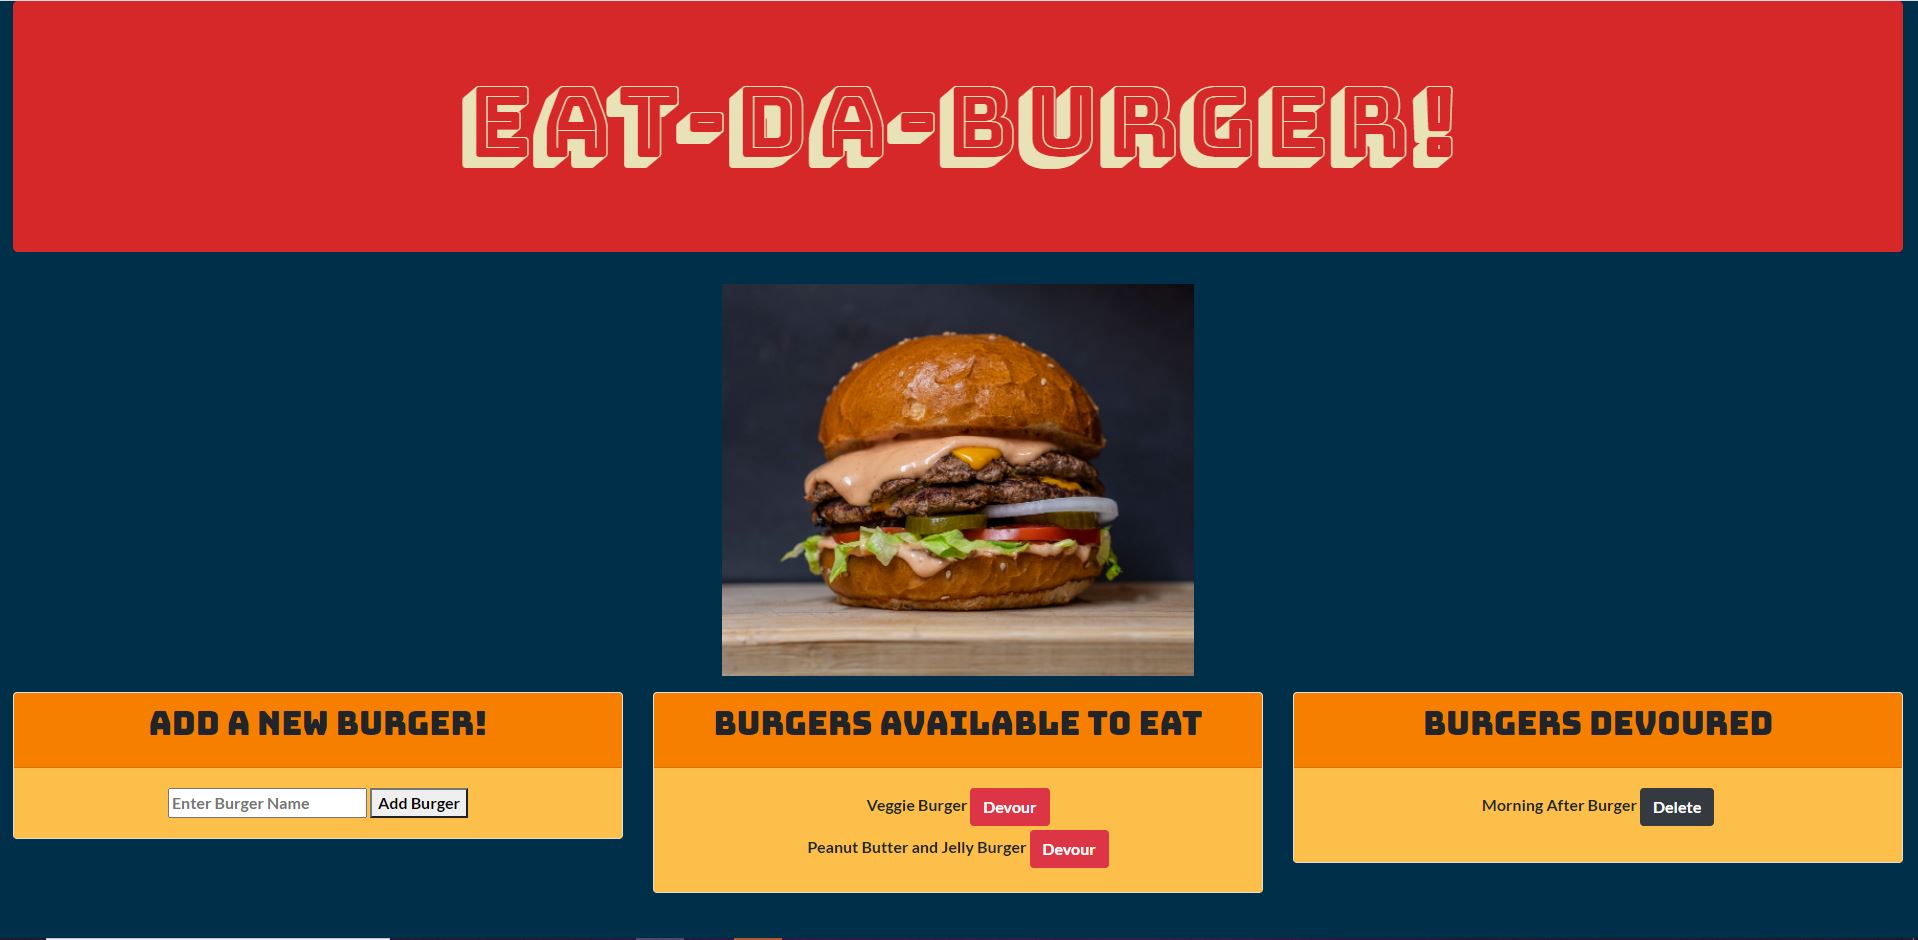 EAT-DA-BURGER!
ADD A NEW BURGER!
Enter Burger Name Add Burger
BURGERS AVAILABLE TO EAT
Veggie Burger Devour
Peanut Butter and Jelly Burger Devour
BURGERS DEVOURED
Morning After Burger Delete